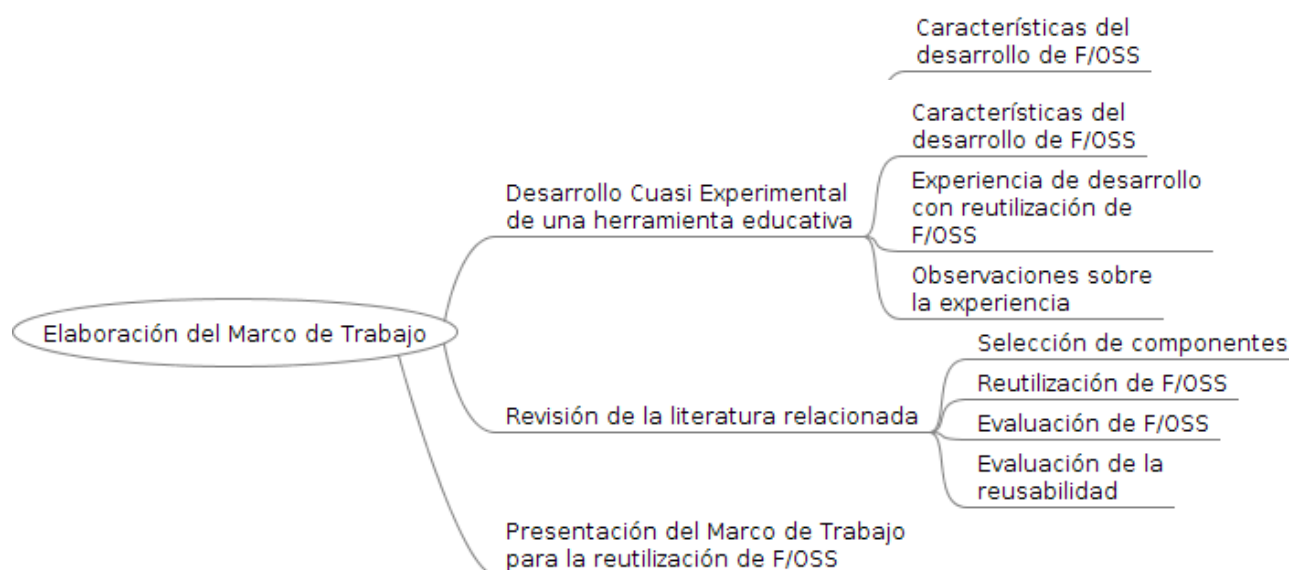 Características del
desarrollo de F/OSS
Características del
desarrollo de F/OSS
Desarrollo Cuasi Experimental
de una herramienta educativa
Experiencia de desarrollo
con reutilización de
F/OSS
Observaciones sobre
la experiencia
Elaboración del Marco de Trabajo
Selección de componentes
Reutilización de F/OSS
Revisión de la literatura relacionada
Evaluación de F/OSS
Evaluación de la
reusabilidad
Presentación del Marco de Trabajo
para la reutilización de F/OSS